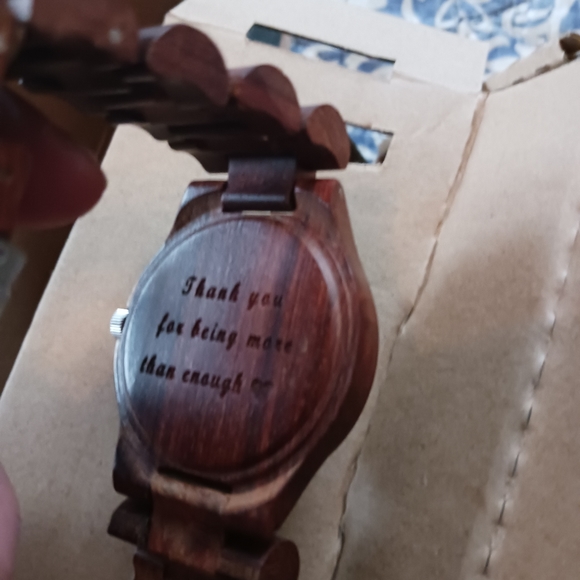 Thank you
for being more
than enough ♡